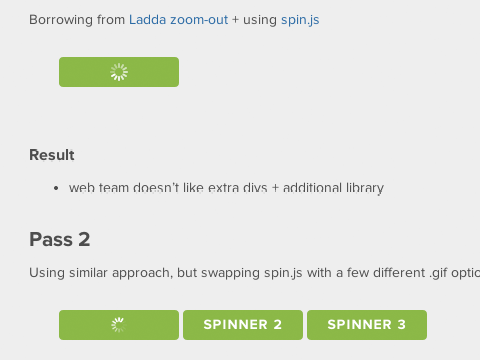 Borrowing from Ladda zoom-out + using spin.js
Result
• web team doesn't like extra divs + additional library
Pass 2
Using similar approach, but swapping spin.js with a few different .gif optic
SPINNER 2 SPINNER 3